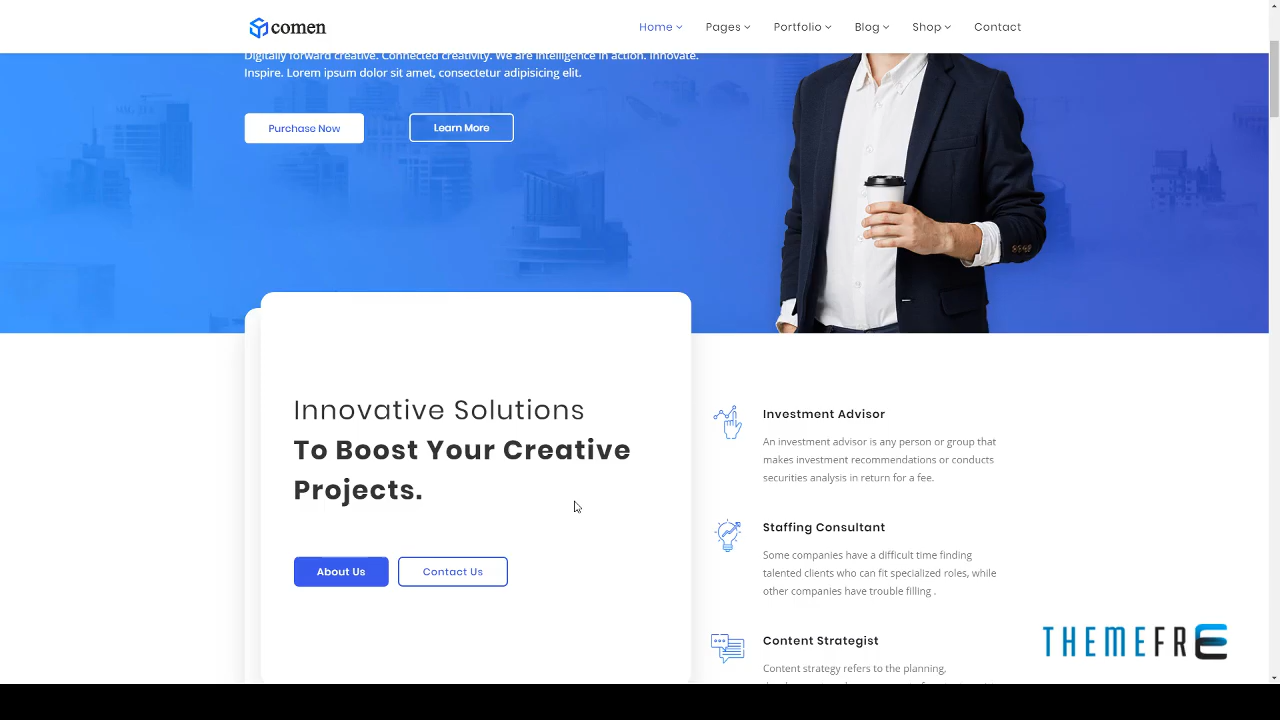 comen
Home
Pages
Portfolio
Blog
Shop
Contact
Digitally forward creative. Connected creativity. We are intelligence in action. Innovate.
Inspire. Lorem ipsum dolor sit amet, consectetur adipisicing elit.
Purchase Now
Learn More
Innovative Solutions
To Boost Your Creative
Projects.
About Us
Contact Us
Investment Advisor
An investment advisor is any person or group that
makes investment recommendations or conducts
securities analysis in return for a fee.
Staffing Consultant
Some companies have a difficult time finding
talented clients who can fit specialized roles, while
other companies have trouble filling .
Content Strategist
Content strategy refers to the planning,
THEMEFRE